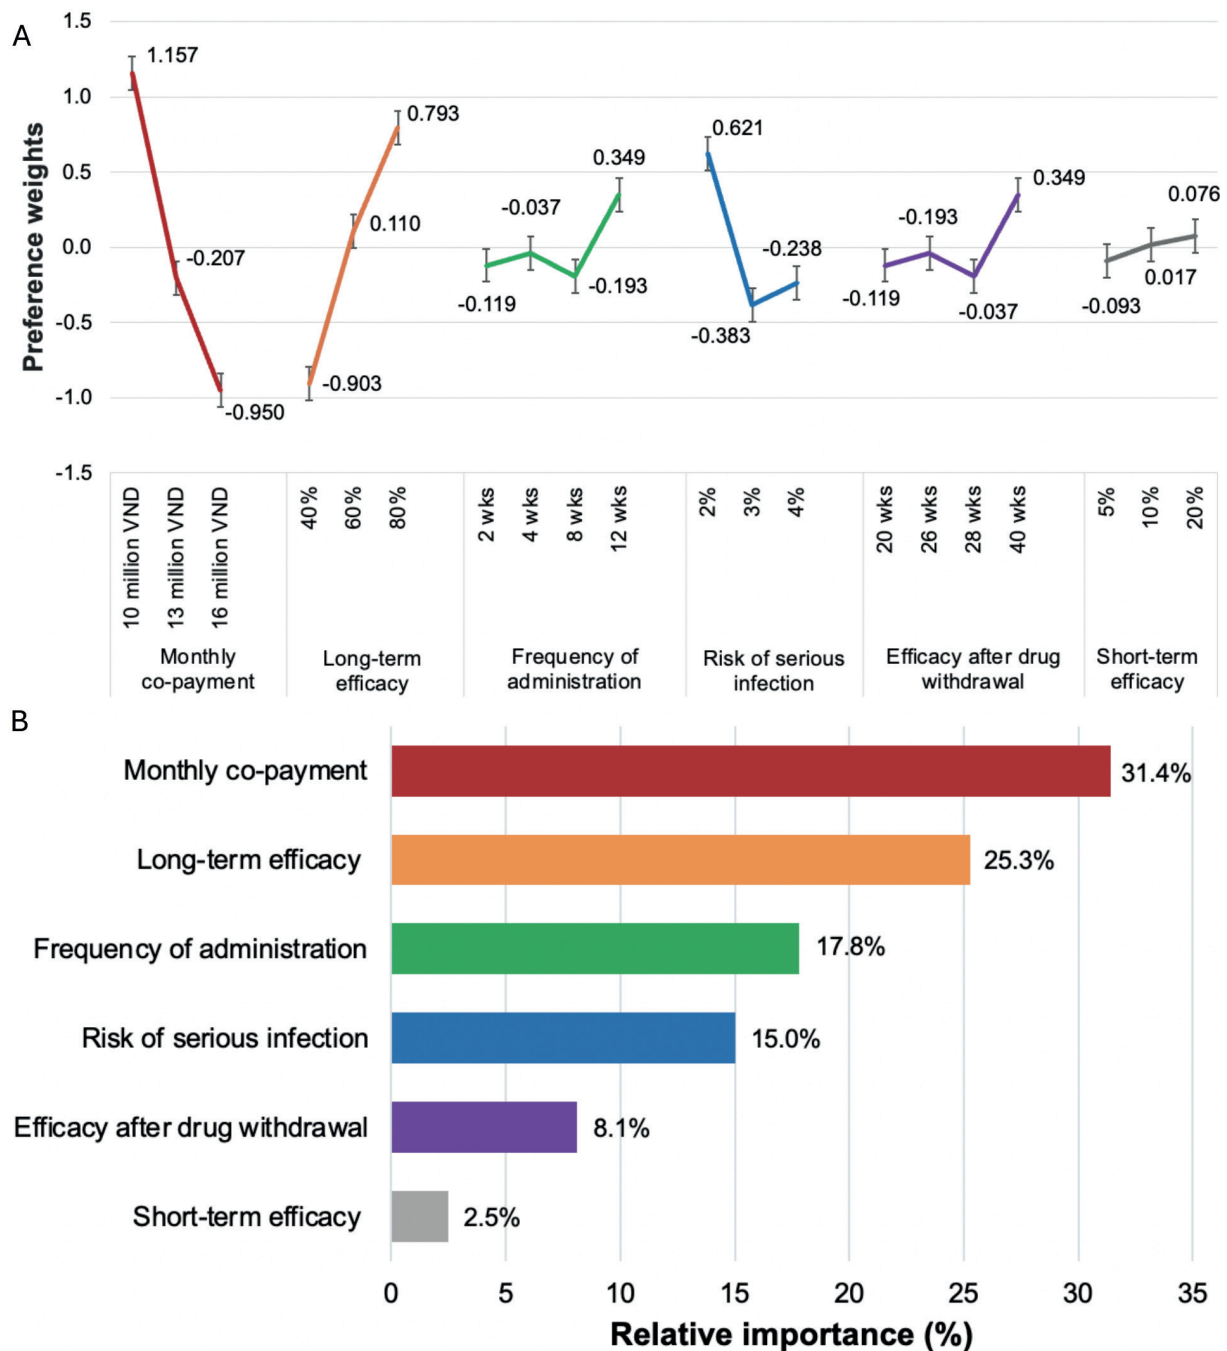 A
Preference weights
1.5
1.0
0.5
0.0
-0.5
-1.0
-1.5
1.157
-0.207
-0.950
-0.903
0.110
0.793
-0.119
-0.037
-0.193
0.349
0.621
-0.383
-0.238
-0.119
-0.193
-0.037
0.349
-0.093
0.017
0.076
10 million VND
13 million VND
16 million VND
40%
60%
80%
2 wks
4 wks
8 wks
12 wks
2%
3%
4%
20 wks
26 wks
28 wks
40 wks
5%
10%
20%
Monthly
co-payment
Long-term
efficacy
Frequency of
administration
Risk of serious
infection
Efficacy after drug
withdrawal
Short-term
efficacy
B
Monthly co-payment
31.4%
Long-term efficacy
25.3%
Frequency of administration
17.8%
Risk of serious infection
15.0%
Efficacy after drug withdrawal
8.1%
Short-term efficacy
2.5%
0 5 10 15 20 25 30 35
Relative importance (%)